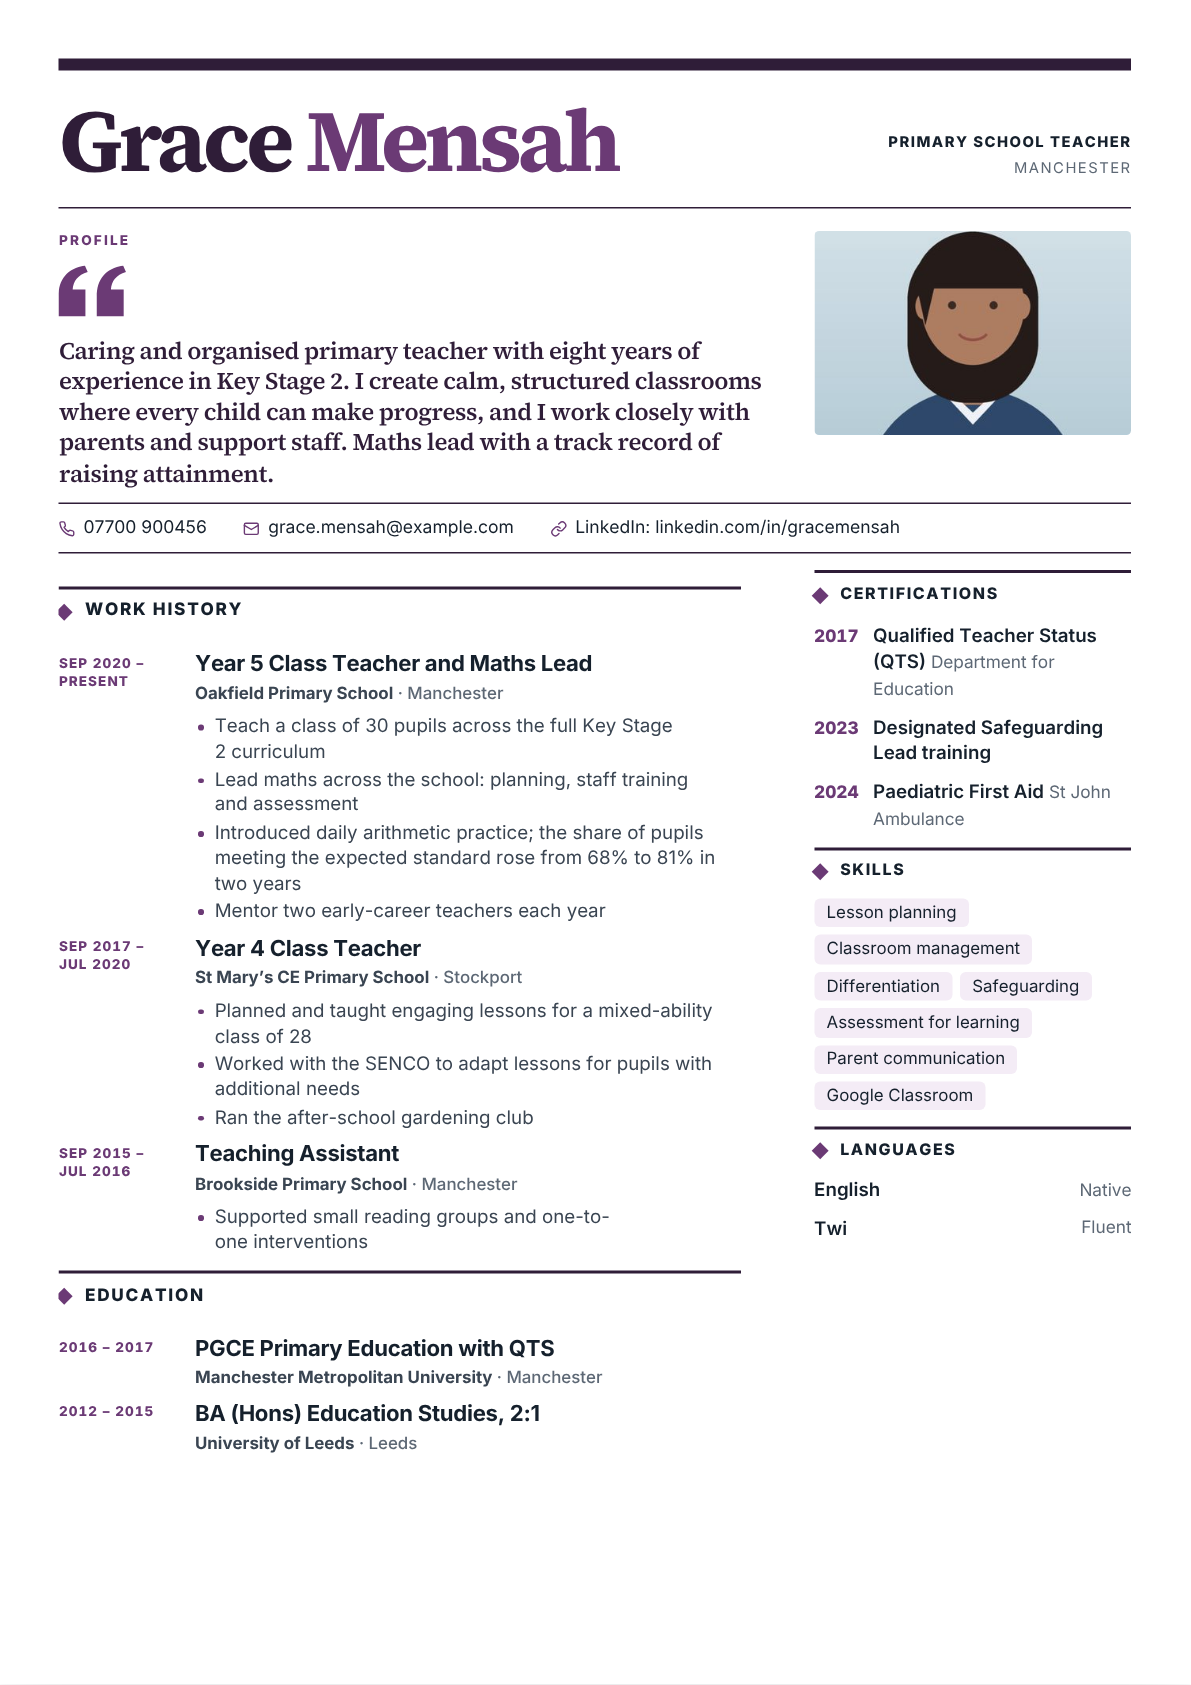 Grace Mensah
PRIMARY SCHOOL TEACHER
MANCHESTER
PROFILE
“
Caring and organised primary teacher with eight years of
experience in Key Stage 2. I create calm, structured classrooms
where every child can make progress, and I work closely with
parents and support staff. Maths lead with a track record of
raising attainment.
07700 900456
grace.mensah@example.com
LinkedIn: linkedin.com/in/gracemensah
WORK HISTORY
SEP 2020 –
PRESENT
Year 5 Class Teacher and Maths Lead
Oakfield Primary School · Manchester
• Teach a class of 30 pupils across the full Key Stage
2 curriculum
• Lead maths across the school: planning, staff training
and assessment
• Introduced daily arithmetic practice; the share of pupils
meeting the expected standard rose from 68% to 81% in
two years
• Mentor two early-career teachers each year
SEP 2017 –
JUL 2020
Year 4 Class Teacher
St Mary’s CE Primary School · Stockport
• Planned and taught engaging lessons for a mixed-ability
class of 28
• Worked with the SENCO to adapt lessons for pupils with
additional needs
• Ran the after-school gardening club
SEP 2015 –
JUL 2016
Teaching Assistant
Brookside Primary School · Manchester
• Supported small reading groups and one-to-
one interventions
EDUCATION
2016 – 2017
PGCE Primary Education with QTS
Manchester Metropolitan University · Manchester
2012 – 2015
BA (Hons) Education Studies, 2:1
University of Leeds · Leeds
CERTIFICATIONS
2017 Qualified Teacher Status
(QTS) Department for
Education
2023 Designated Safeguarding
Lead training
2024 Paediatric First Aid St John
Ambulance
SKILLS
Lesson planning
Classroom management
Differentiation Safeguarding
Assessment for learning
Parent communication
Google Classroom
LANGUAGES
English Native
Twi Fluent